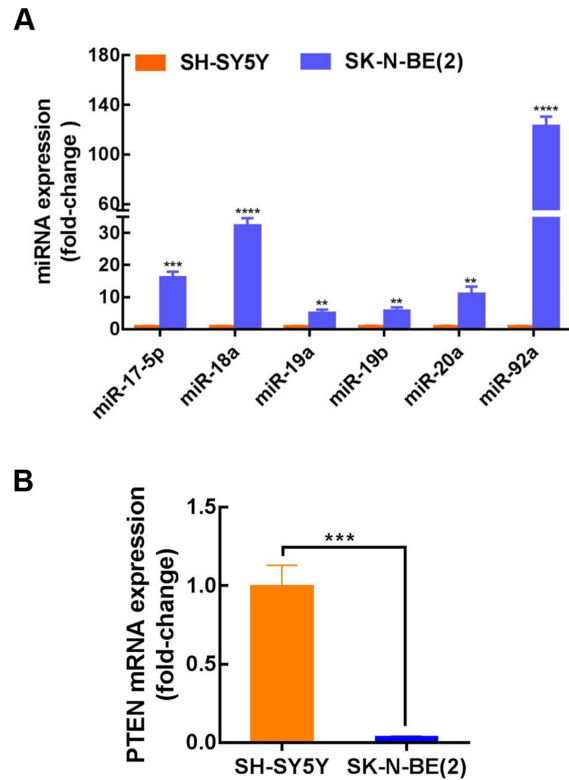 A
SH-SY5Y SK-N-BE(2)
miRNA expression
(fold-change )
180
140
100
60
30
20
10
0
***
****
**
**
**
****
miR-17-5p
miR-18a
miR-19a
miR-19b
miR-20a
miR-92a
B
PTEN mRNA expression
(fold-change)
1.5
1.0
0.5
0.0
***
SH-SY5Y SK-N-BE(2)